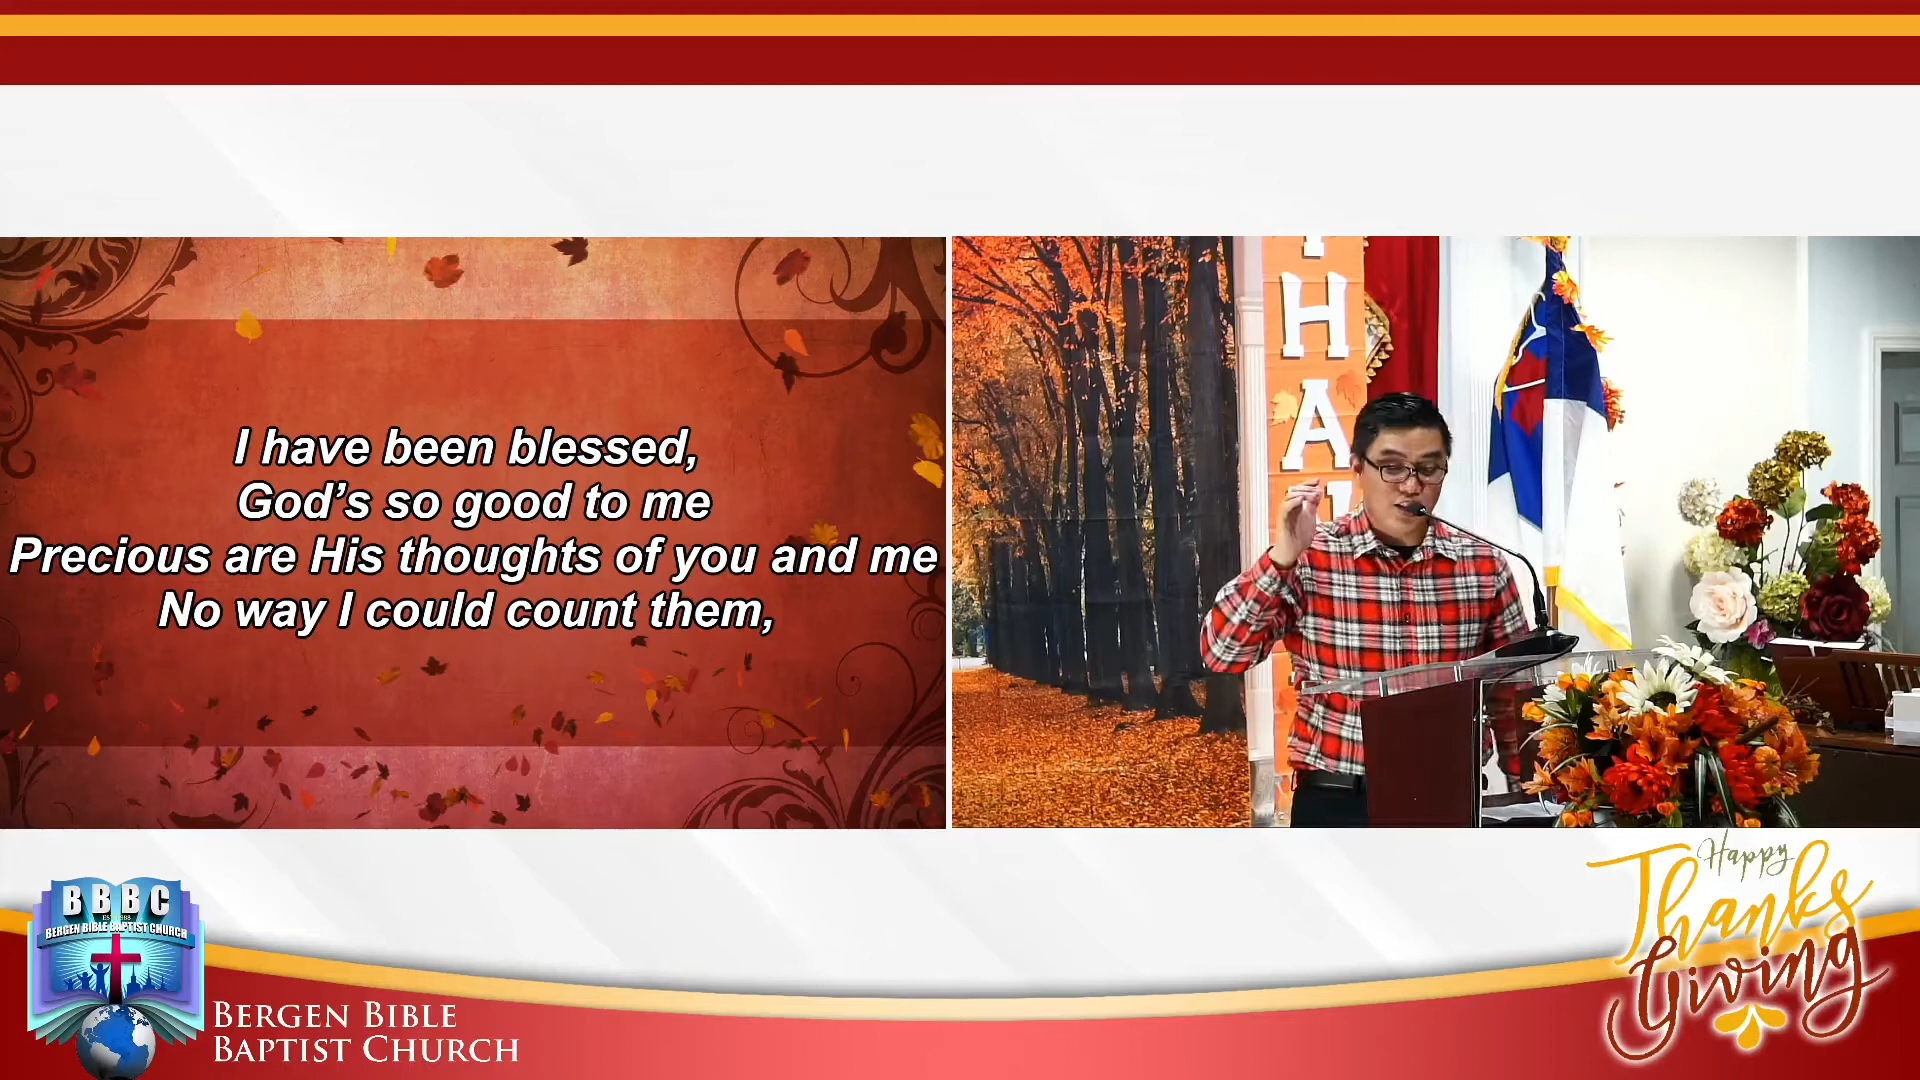 I have been blessed,
God's so good to me
Precious are His thoughts of you and me
No way I could count them,
H
A
BBBC
BERGEN BIBLE BAPTIST CHURCH
BERGEN BIBLE
BAPTIST CHURCH
Happy
Thanks
Giving